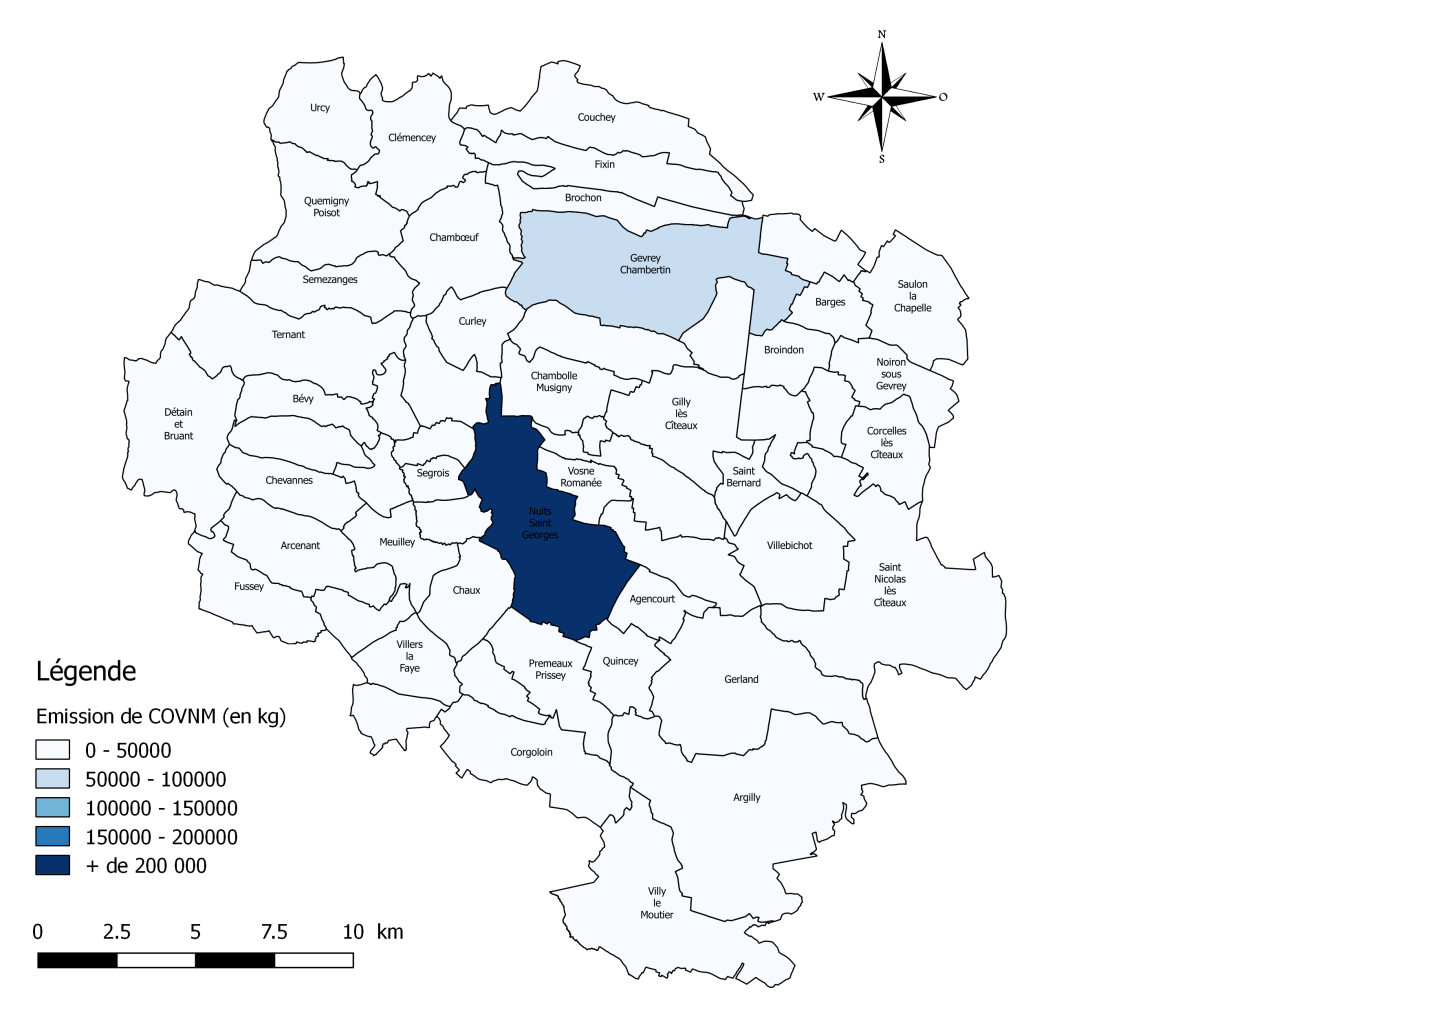 N
W
O
S
Urcy
Clémencey
Couchey
Fixin
Quemigny
Poisot
Brochon
Chambœuf
Gevrey
Chambertin
Semezanges
Saulon
la
Chapelle
Barges
Curley
Ternant
Broindon
Noiron
sous
Gevrey
Chambolle
Musigny
Bévy
Gilly
lès
Cîteaux
Détain
et
Bruant
Corcelles
lès
Cîteaux
Segrois
Vosne
Romanée
Saint
Bernard
Chevannes
Nuits
Saint
Georges
Arcenant
Meuilley
Villebichot
Saint
Nicolas
lès
Cîteaux
Fussey
Chaux
Agencourt
Villers
la
Faye
Premeaux
Prissey
Quincey
Gerland
Corgoloin
Argilly
Villy
le
Moutier
Légende
Emission de COVNM (en kg)
0 - 50000
50000 - 100000
100000 - 150000
150000 - 200000
+ de 200 000
0 2.5 5 7.5 10 km